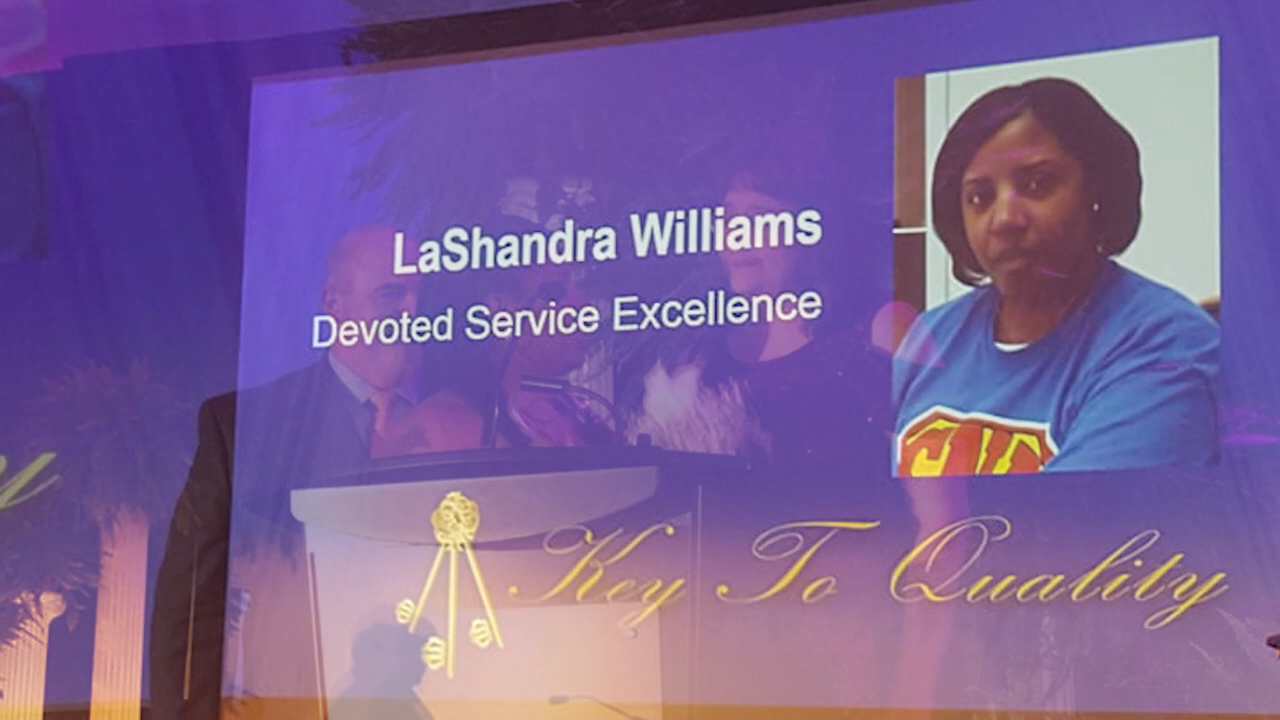 LaShandra Williams
Devoted Service Excellence
Key To Quality
y